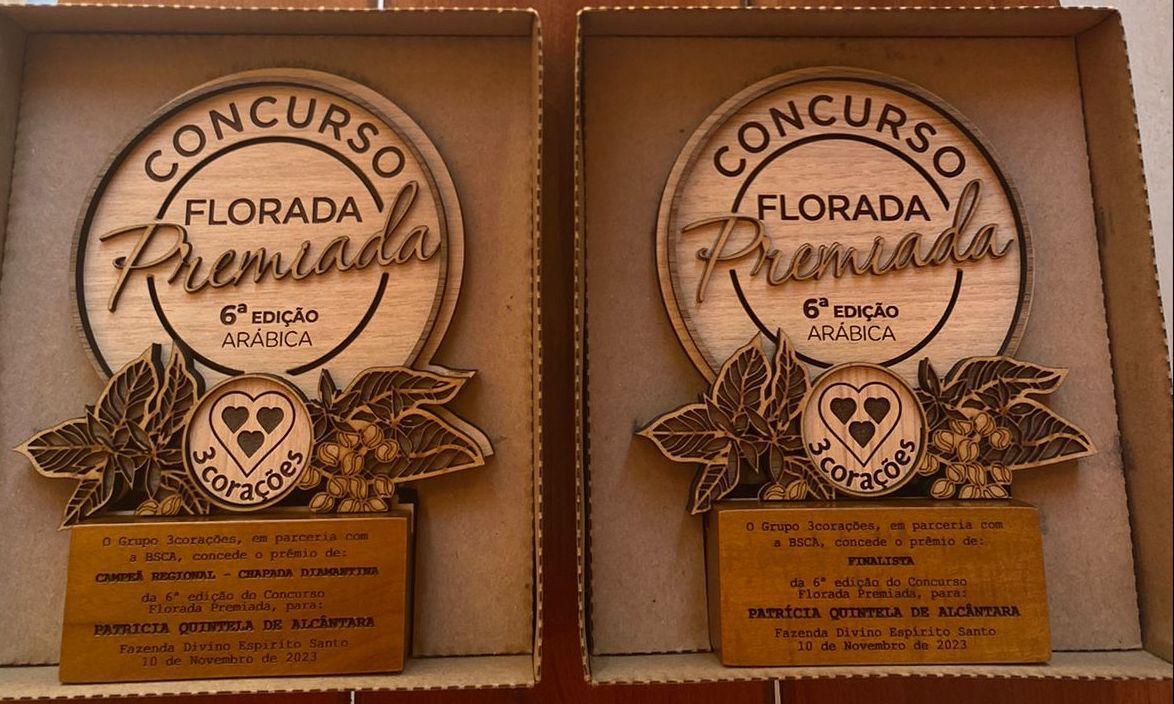 CONCURSO
FLORADA
Premiada
6ª EDIÇÃO
ARÁBICA
3corações
O Grupo 3corações, em parceria com
a BSCA, concede o prêmio de:
CAMPEÃ REGIONAL - CHAPADA DIAMANTINA
da 6ª edição do Concurso
Florada Premiada, para:
PATRICIA QUINTELA DE ALCÂNTARA
Fazenda Divino Espirito Santo
10 de Novembro de 2023
CONCURSO
FLORADA
Premiada
6ª EDIÇÃO
ARÁBICA
3corações
O Grupo 3corações, em parceria com
a BSCA, concede o prêmio de:
FINALISTA
da 6ª edição do Concurso
Florada Premiada, para:
PATRÍCIA QUINTELA DE ALCÂNTARA
Fazenda Divino Espírito Santo
10 de Novembro de 2023